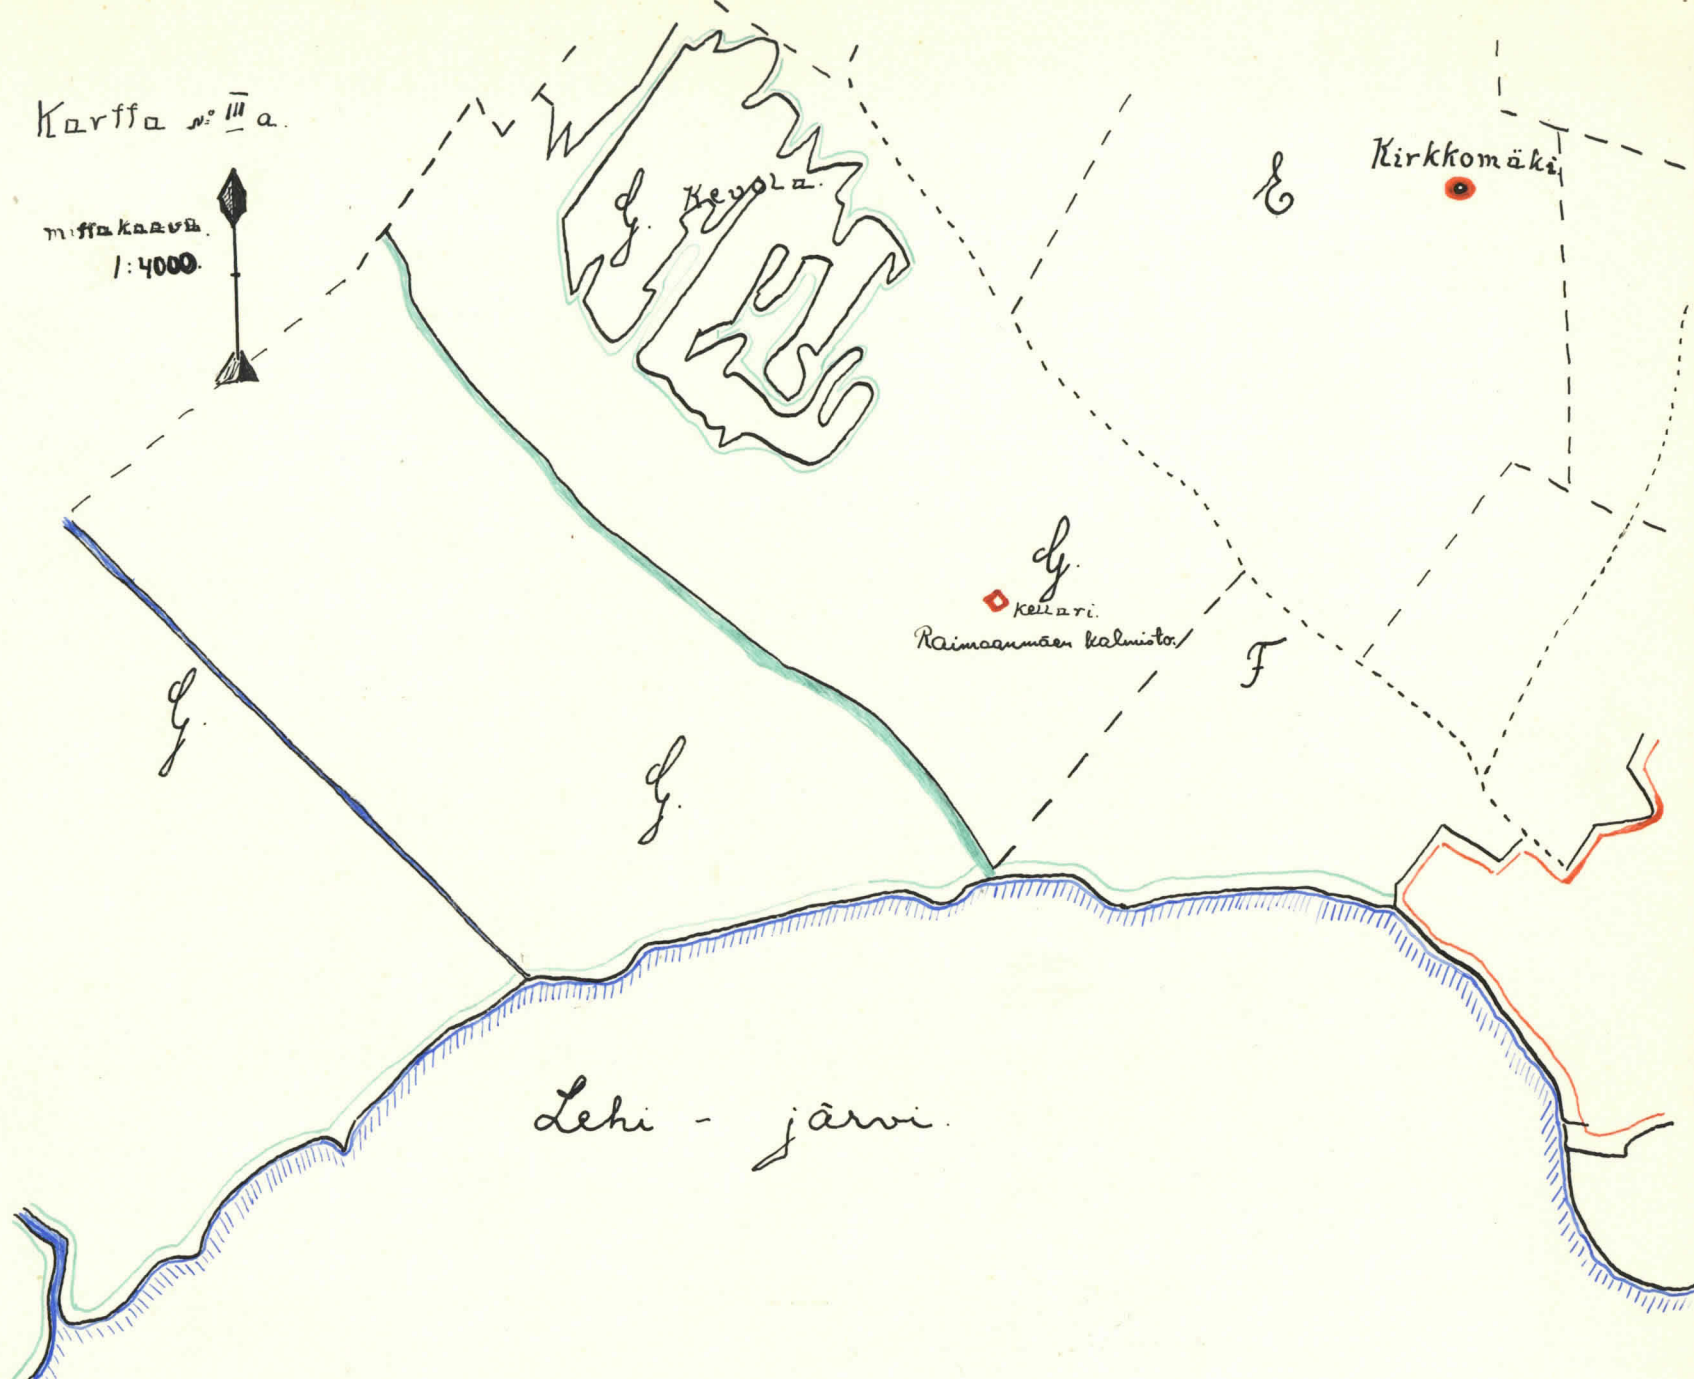 Kartta № III a.
mittakaava.
1:4000.
Kirkkomäki
E
G.
Kevola.
G.
kellari.
Raimaanmäen kalmisto.
F
G.
G.
Lehi - järvi.